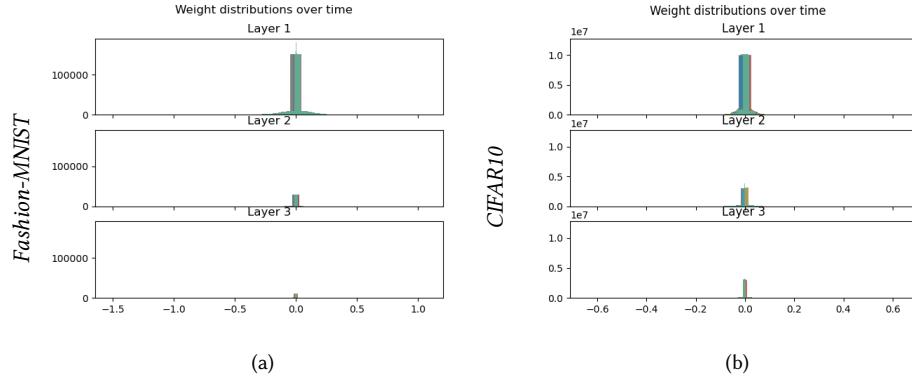 Fashion-MNIST
Weight distributions over time
Layer 1
100000
0
Layer 2
100000
0
Layer 3
100000
0
−1.5 −1.0 −0.5 0.0 0.5 1.0
(a)
CIFAR10
Weight distributions over time
1e7
Layer 1
1.0
0.5
0.0
1e7
Layer 2
1.0
0.5
0.0
1e7
Layer 3
1.0
0.5
0.0
−0.6 −0.4 −0.2 0.0 0.2 0.4 0.6
(b)